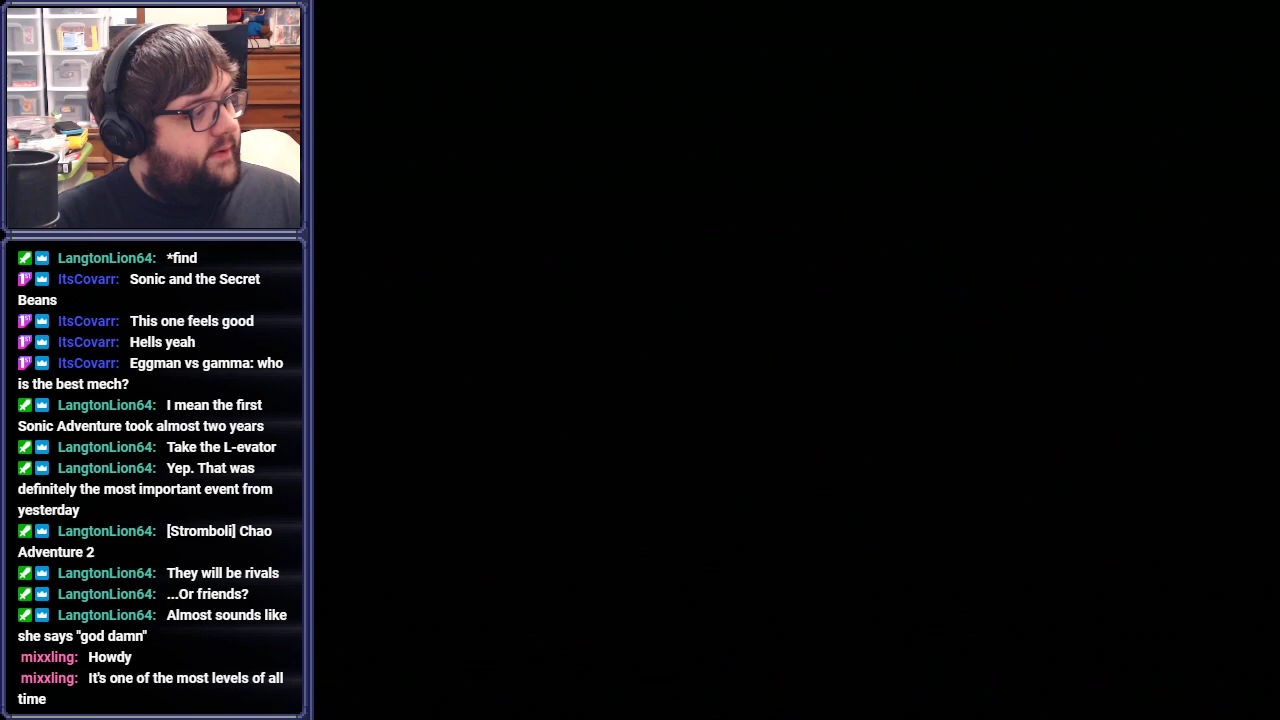 LangtonLion64: *find
ItsCovarr: Sonic and the Secret
Beans
ItsCovarr: This one feels good
ItsCovarr: Hells yeah
ItsCovarr: Eggman vs gamma: who
is the best mech?
LangtonLion64: I mean the first
Sonic Adventure took almost two years
LangtonLion64: Take the L-evator
LangtonLion64: Yep. That was
definitely the most important event from
yesterday
LangtonLion64: [Stromboli] Chao
Adventure 2
LangtonLion64: They will be rivals
LangtonLion64: ...Or friends?
LangtonLion64: Almost sounds like
she says "god damn"
mixxling: Howdy
mixxling: It's one of the most levels of all
time